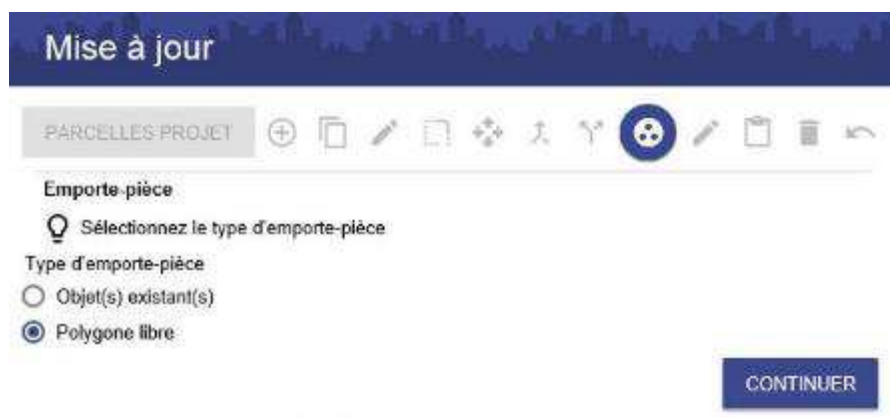 Mise à jour
PARCELLES PROJET
Emporte-pièce
Sélectionnez le type d'emporte-pièce
Type d'emporte-pièce
Objet(s) existant(s)
Polygone libre
CONTINUER